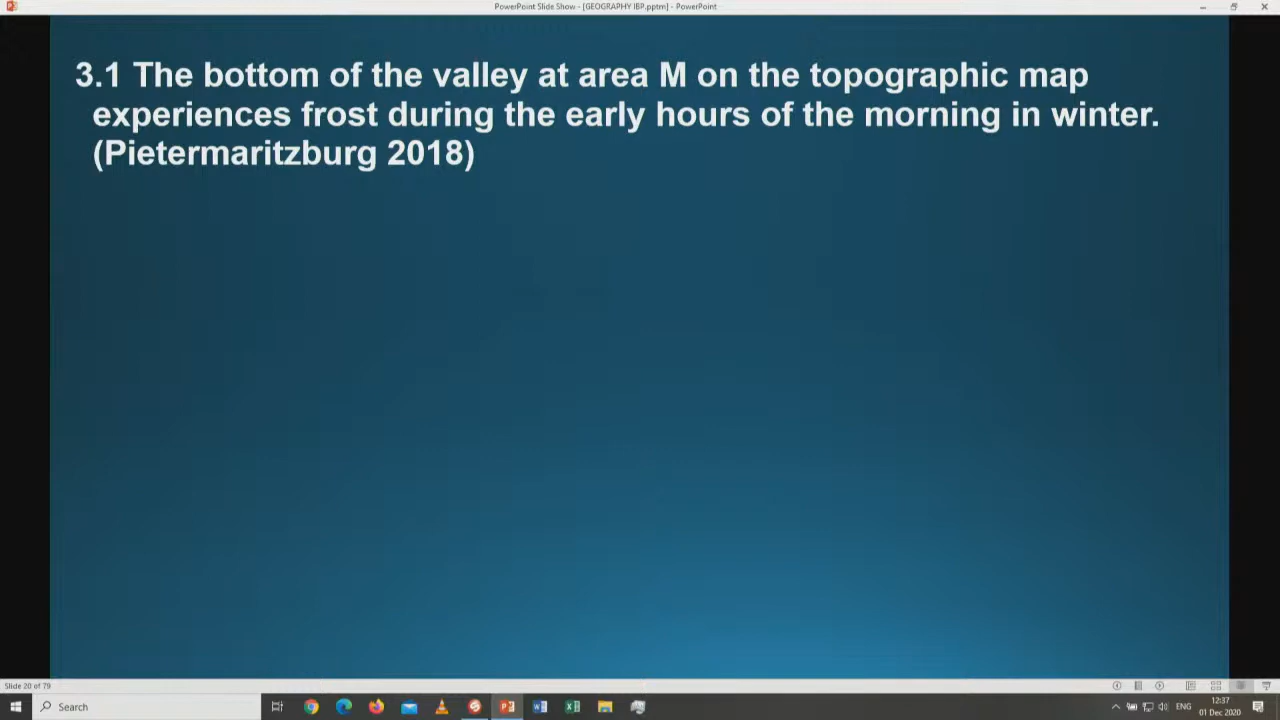 PowerPoint Slide Show - [GEOGRAPHY IBP.pptm] - PowerPoint
3.1 The bottom of the valley at area M on the topographic map
experiences frost during the early hours of the morning in winter.
(Pietermaritzburg 2018)
Slide 20 of 79
Search
ENG
12:37
01 Dec 2020